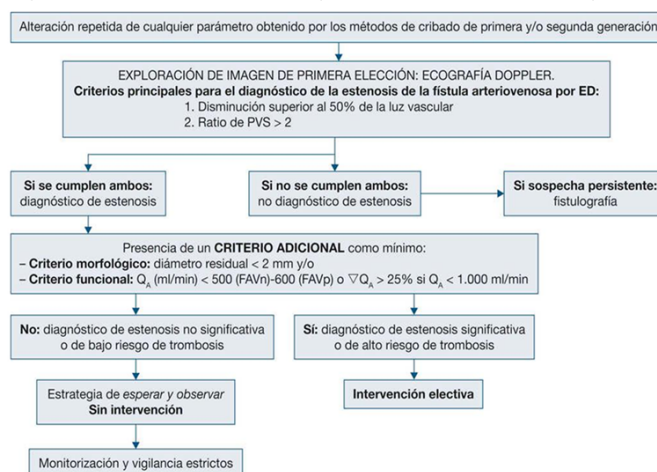 Alteración repetida de cualquier parámetro obtenido por los métodos de cribado de primera y/o segunda generación
EXPLORACIÓN DE IMAGEN DE PRIMERA ELECCIÓN: ECOGRAFÍA DOPPLER.
Criterios principales para el diagnóstico de la estenosis de la fístula arteriovenosa por ED:
1. Disminución superior al 50% de la luz vascular
2. Ratio de PVS > 2
Si se cumplen ambos:
diagnóstico de estenosis
Si no se cumplen ambos:
no diagnóstico de estenosis
Si sospecha persistente:
fistulografía
Presencia de un CRITERIO ADICIONAL como mínimo:
– Criterio morfológico: diámetro residual < 2 mm y/o
– Criterio funcional: QA (ml/min) < 500 (FAVn)-600 (FAVp) o ▽QA > 25% si QA < 1.000 ml/min
No: diagnóstico de estenosis no significativa
o de bajo riesgo de trombosis
Sí: diagnóstico de estenosis significativa
o de alto riesgo de trombosis
Estrategia de esperar y observar
Sin intervención
Intervención electiva
Monitorización y vigilancia estrictos